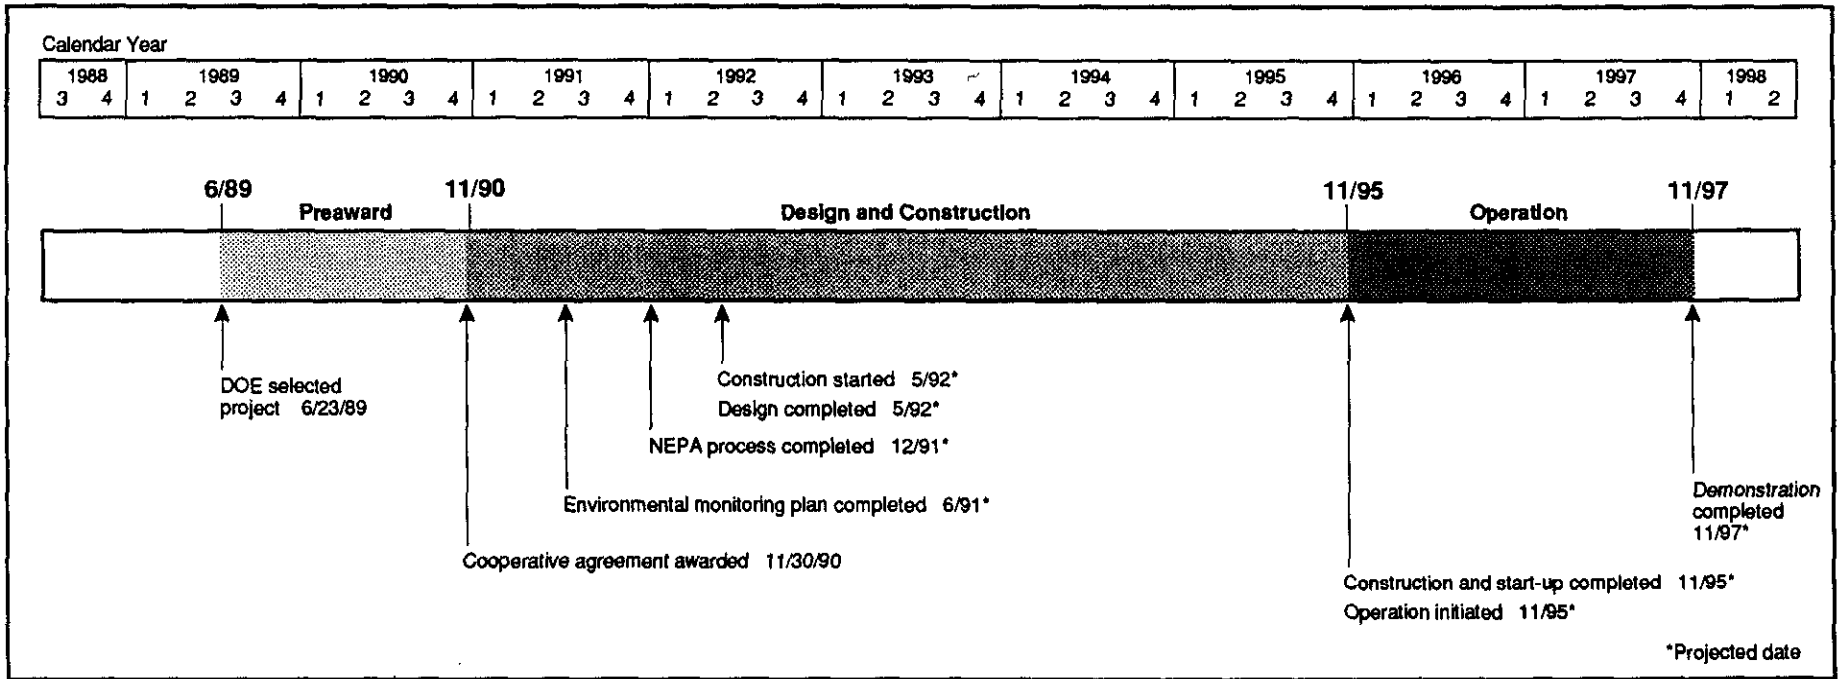 Calendar Year
1988 1989 1990 1991 1992 1993 1994 1995 1996 1997 1998
3 4 1 2 3 4 1 2 3 4 1 2 3 4 1 2 3 4 1 2 3 4 1 2 3 4 1 2 3 4 1 2 3 4 1 2 3 4 1 2
6/89 11/90 11/95 11/97
Preaward Design and Construction Operation
DOE selected
project 6/23/89
Construction started 5/92*
Design completed 5/92*
NEPA process completed 12/91*
Environmental monitoring plan completed 6/91*
Cooperative agreement awarded 11/30/90
Demonstration
completed
11/97*
Construction and start-up completed 11/95*
Operation initiated 11/95*
*Projected date